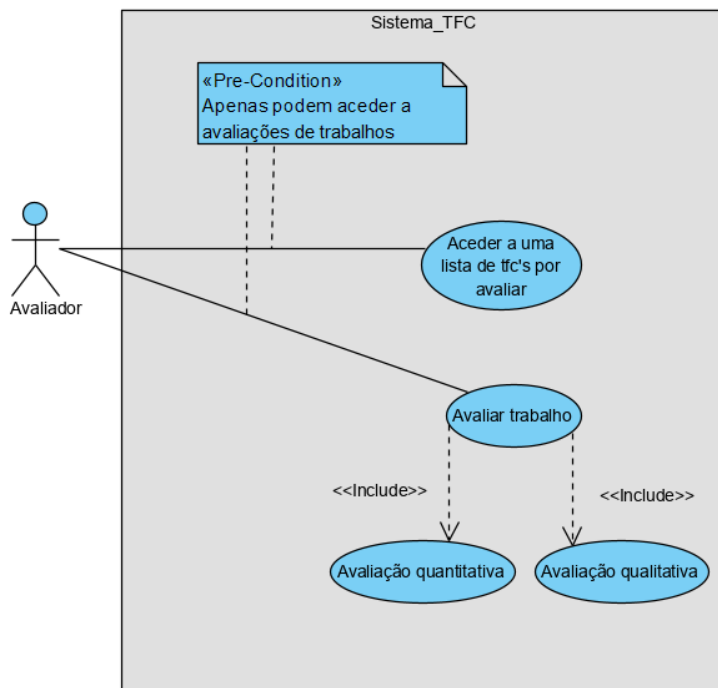 Sistema_TFC
«Pre-Condition»
Apenas podem aceder a
avaliações de trabalhos
Avaliador
Aceder a uma
lista de tfc's por
avaliar
Avaliar trabalho
<<Include>>
<<Include>>
Avaliação quantitativa
Avaliação qualitativa